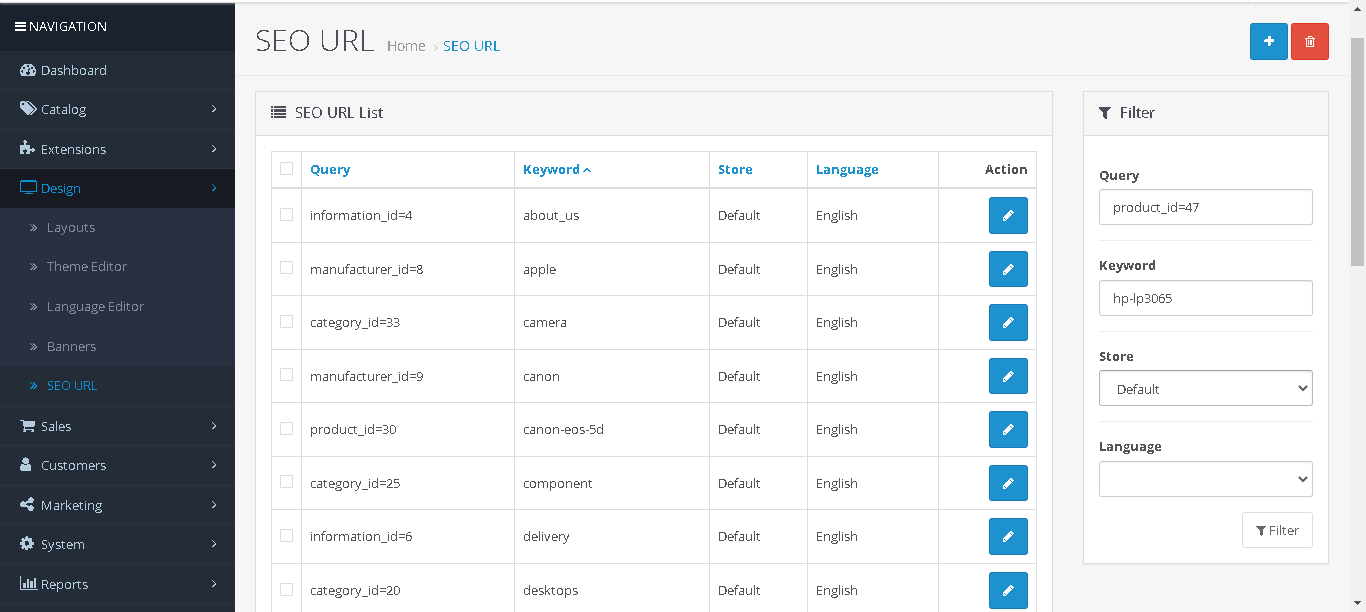 NAVIGATION
Dashboard
Catalog
Extensions
Design
Layouts
Theme Editor
Language Editor
Banners
SEO URL
Sales
Customers
Marketing
System
Reports
SEO URL Home › SEO URL
SEO URL List
Query Keyword Store Language Action
information_id=4 about_us Default English
manufacturer_id=8 apple Default English
category_id=33 camera Default English
manufacturer_id=9 canon Default English
product_id=30 canon-eos-5d Default English
category_id=25 component Default English
information_id=6 delivery Default English
category_id=20 desktops Default English
Filter
Query
product_id=47
Keyword
hp-lp3065
Store
Default
Language
Filter